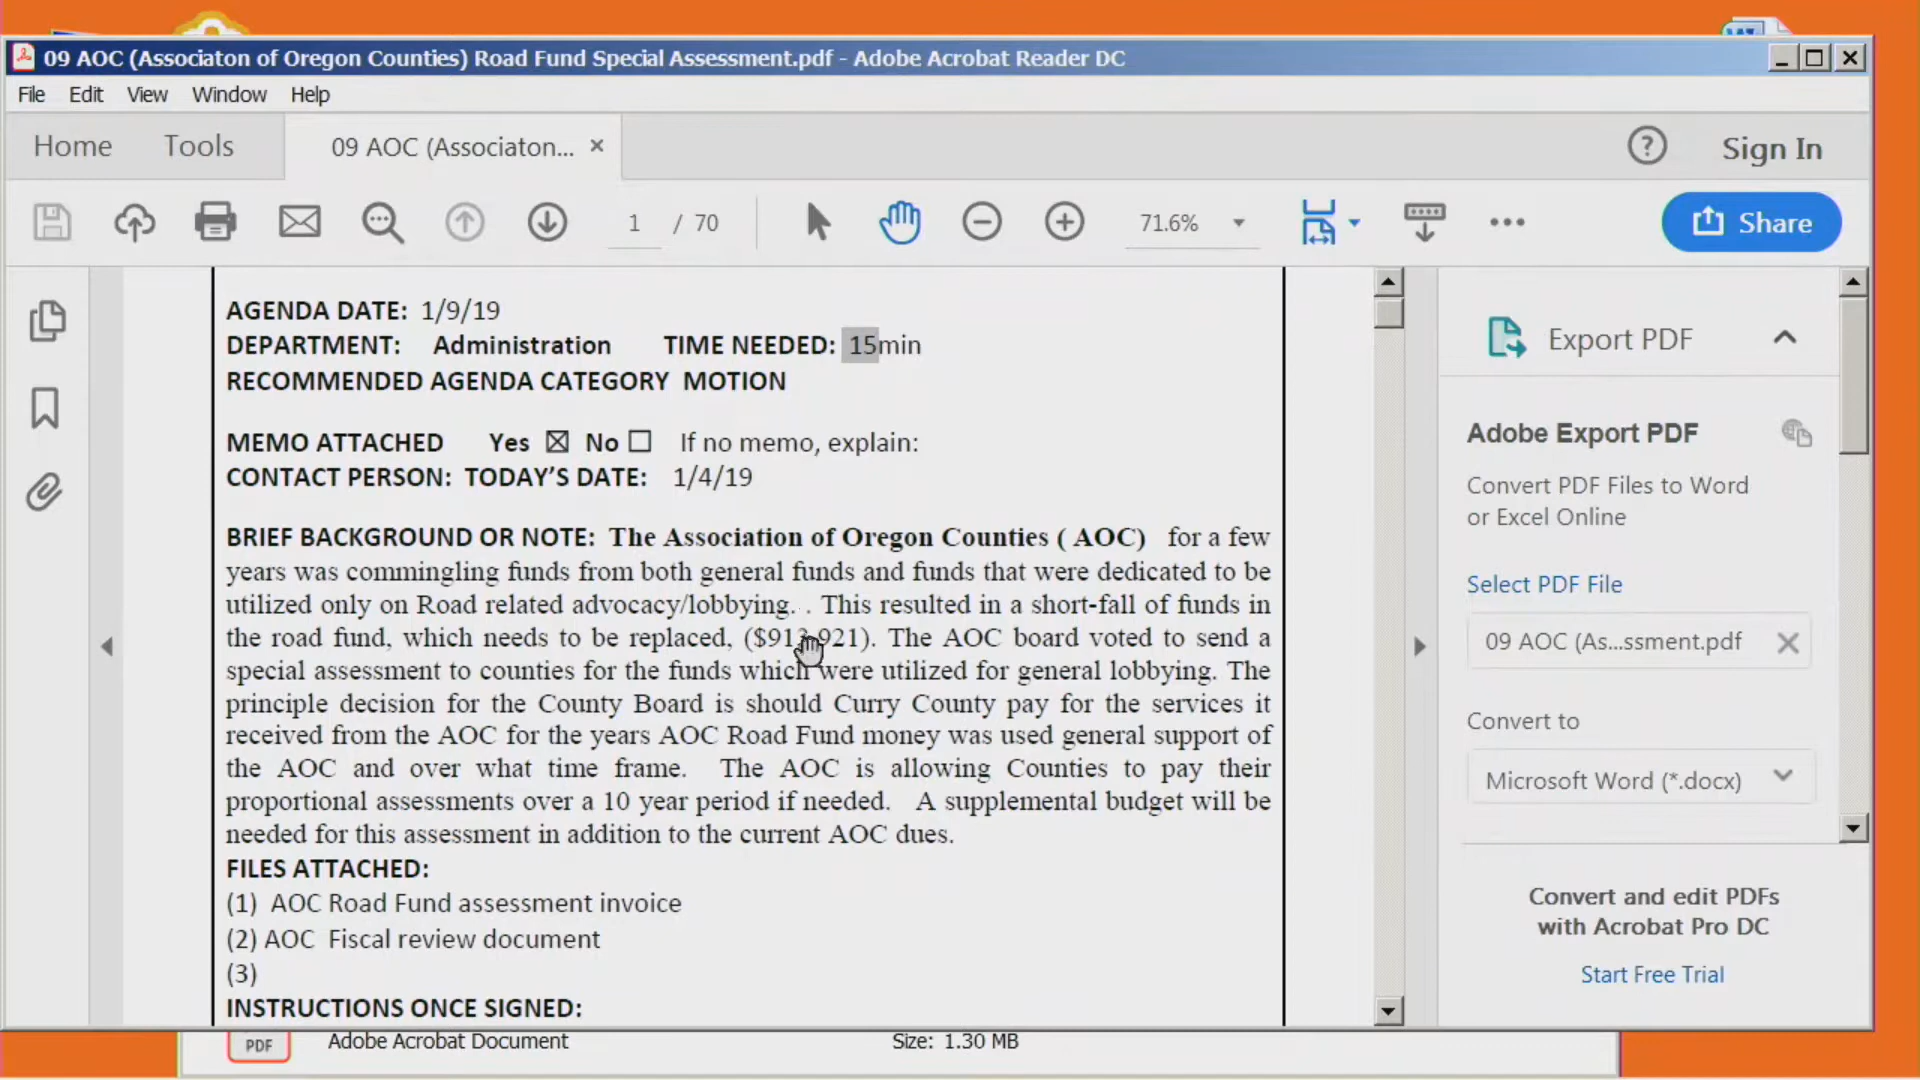 09 AOC (Associaton of Oregon Counties) Road Fund Special Assessment.pdf - Adobe Acrobat Reader DC
File Edit View Window Help
Home Tools 09 AOC (Associaton... × Sign In
1 / 70 71.6% Share
AGENDA DATE: 1/9/19
DEPARTMENT: Administration TIME NEEDED: 15min
RECOMMENDED AGENDA CATEGORY MOTION
MEMO ATTACHED Yes ☒ No ☐ If no memo, explain:
CONTACT PERSON: TODAY'S DATE: 1/4/19
BRIEF BACKGROUND OR NOTE: The Association of Oregon Counties ( AOC) for a few
years was commingling funds from both general funds and funds that were dedicated to be
utilized only on Road related advocacy/lobbying. . This resulted in a short-fall of funds in
the road fund, which needs to be replaced, ($913,921). The AOC board voted to send a
special assessment to counties for the funds which were utilized for general lobbying. The
principle decision for the County Board is should Curry County pay for the services it
received from the AOC for the years AOC Road Fund money was used general support of
the AOC and over what time frame. The AOC is allowing Counties to pay their
proportional assessments over a 10 year period if needed. A supplemental budget will be
needed for this assessment in addition to the current AOC dues.
FILES ATTACHED:
(1) AOC Road Fund assessment invoice
(2) AOC Fiscal review document
(3)
INSTRUCTIONS ONCE SIGNED:
Export PDF
Adobe Export PDF
Convert PDF Files to Word
or Excel Online
Select PDF File
09 AOC (As...ssment.pdf
Convert to
Microsoft Word (*.docx)
Convert and edit PDFs
with Acrobat Pro DC
Start Free Trial
PDF Adobe Acrobat Document Size: 1.30 MB